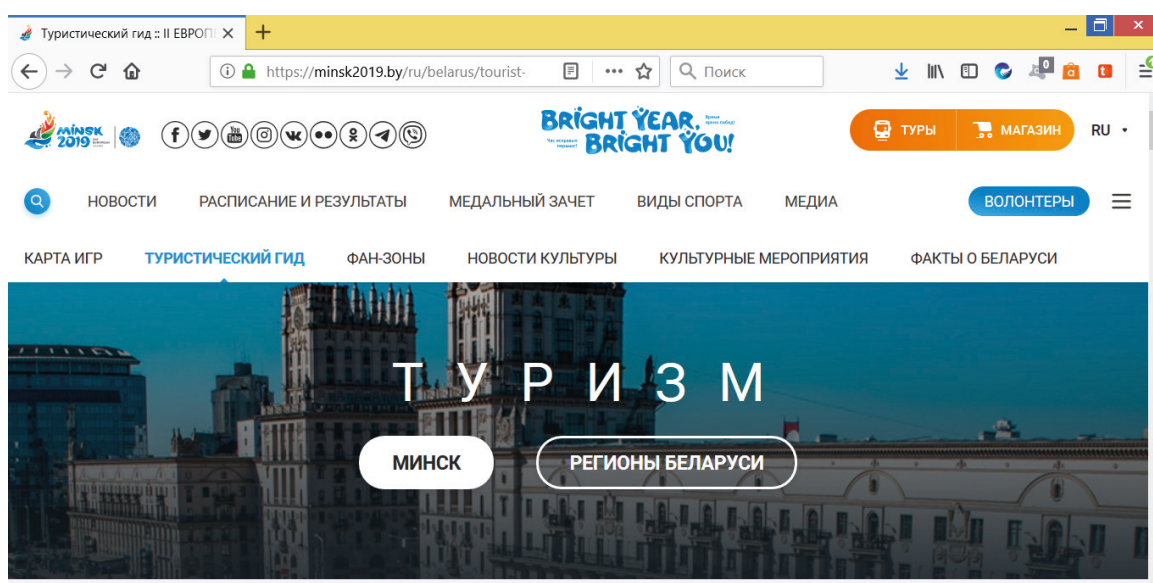 Туристический гид :: II ЕВРОП
https://minsk2019.by/ru/belarus/tourist-
Поиск
0
MINSK
2019
BRIGHT YEAR,
BRIGHT YOU!
ТУРЫ
МАГАЗИН
RU
НОВОСТИ
РАСПИСАНИЕ И РЕЗУЛЬТАТЫ
МЕДАЛЬНЫЙ ЗАЧЕТ
ВИДЫ СПОРТА
МЕДИА
ВОЛОНТЕРЫ
КАРТА ИГР
ТУРИСТИЧЕСКИЙ ГИД
ФАН-ЗОНЫ
НОВОСТИ КУЛЬТУРЫ
КУЛЬТУРНЫЕ МЕРОПРИЯТИЯ
ФАКТЫ О БЕЛАРУСИ
ТУРИЗМ
МИНСК
РЕГИОНЫ БЕЛАРУСИ